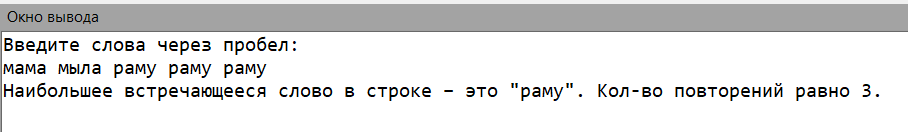 Окно вывода
Введите слова через пробел:
мама мыла раму раму раму
Наибольшее встречающееся слово в строке – это "раму". Кол-во повторений равно 3.